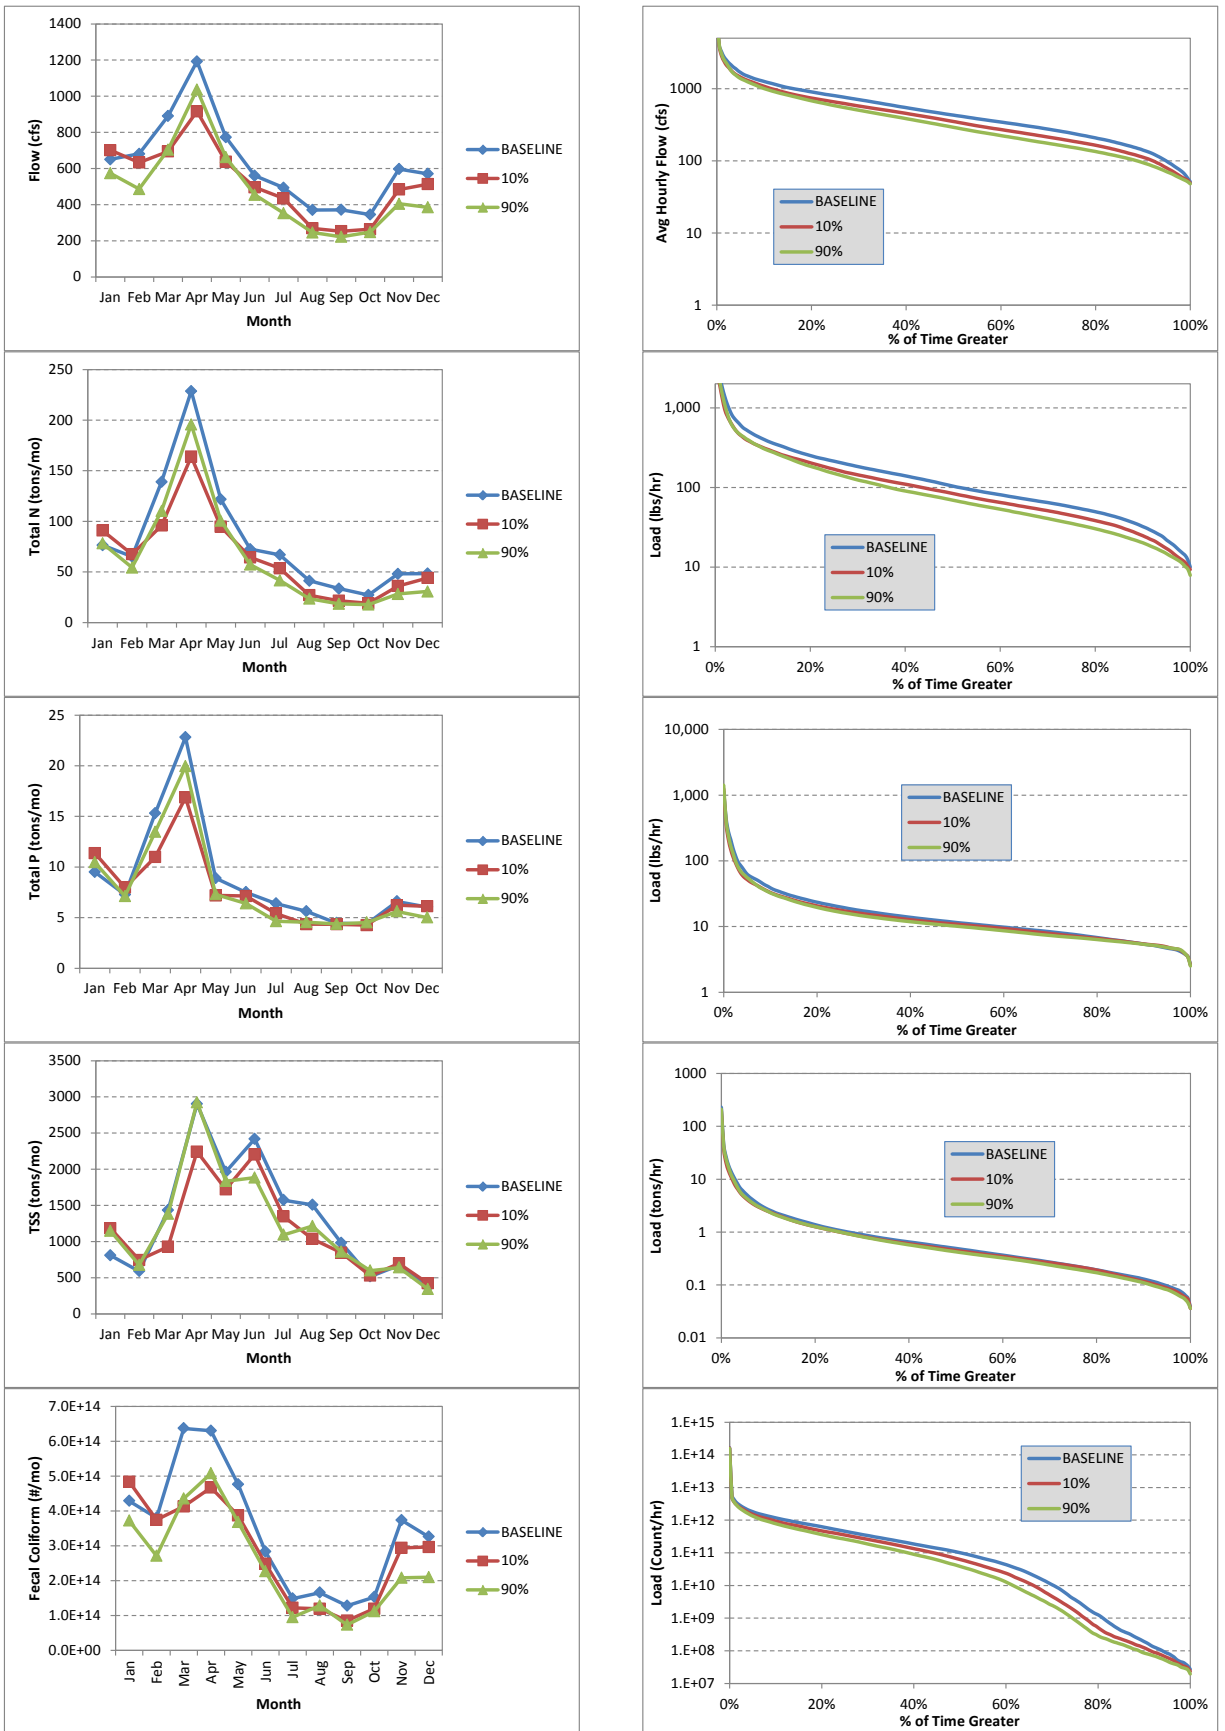 1400
1200
1000
800
600
400
200
0
Flow (cfs)
Jan Feb Mar Apr May Jun Jul Aug Sep Oct Nov Dec
Month
BASELINE
10%
90%
1000
100
10
1
Avg Hourly Flow (cfs)
BASELINE
10%
90%
0% 20% 40% 60% 80% 100%
% of Time Greater
250
200
150
100
50
0
Total N (tons/mo)
Jan Feb Mar Apr May Jun Jul Aug Sep Oct Nov Dec
Month
BASELINE
10%
90%
1,000
100
10
1
Load (lbs/hr)
BASELINE
10%
90%
0% 20% 40% 60% 80% 100%
% of Time Greater
25
20
15
10
5
0
Total P (tons/mo)
Jan Feb Mar Apr May Jun Jul Aug Sep Oct Nov Dec
Month
BASELINE
10%
90%
10,000
1,000
100
10
1
Load (lbs/hr)
BASELINE
10%
90%
0% 20% 40% 60% 80% 100%
% of Time Greater
3500
3000
2500
2000
1500
1000
500
0
TSS (tons/mo)
Jan Feb Mar Apr May Jun Jul Aug Sep Oct Nov Dec
Month
BASELINE
10%
90%
1000
100
10
1
0.1
0.01
Load (tons/hr)
BASELINE
10%
90%
0% 20% 40% 60% 80% 100%
% of Time Greater
7.0E+14
6.0E+14
5.0E+14
4.0E+14
3.0E+14
2.0E+14
1.0E+14
0.0E+00
Fecal Coliform (#/mo)
Jan Feb Mar Apr May Jun Jul Aug Sep Oct Nov Dec
Month
BASELINE
10%
90%
1.E+15
1.E+14
1.E+13
1.E+12
1.E+11
1.E+10
1.E+09
1.E+08
1.E+07
Load (Count/hr)
BASELINE
10%
90%
0% 20% 40% 60% 80% 100%
% of Time Greater